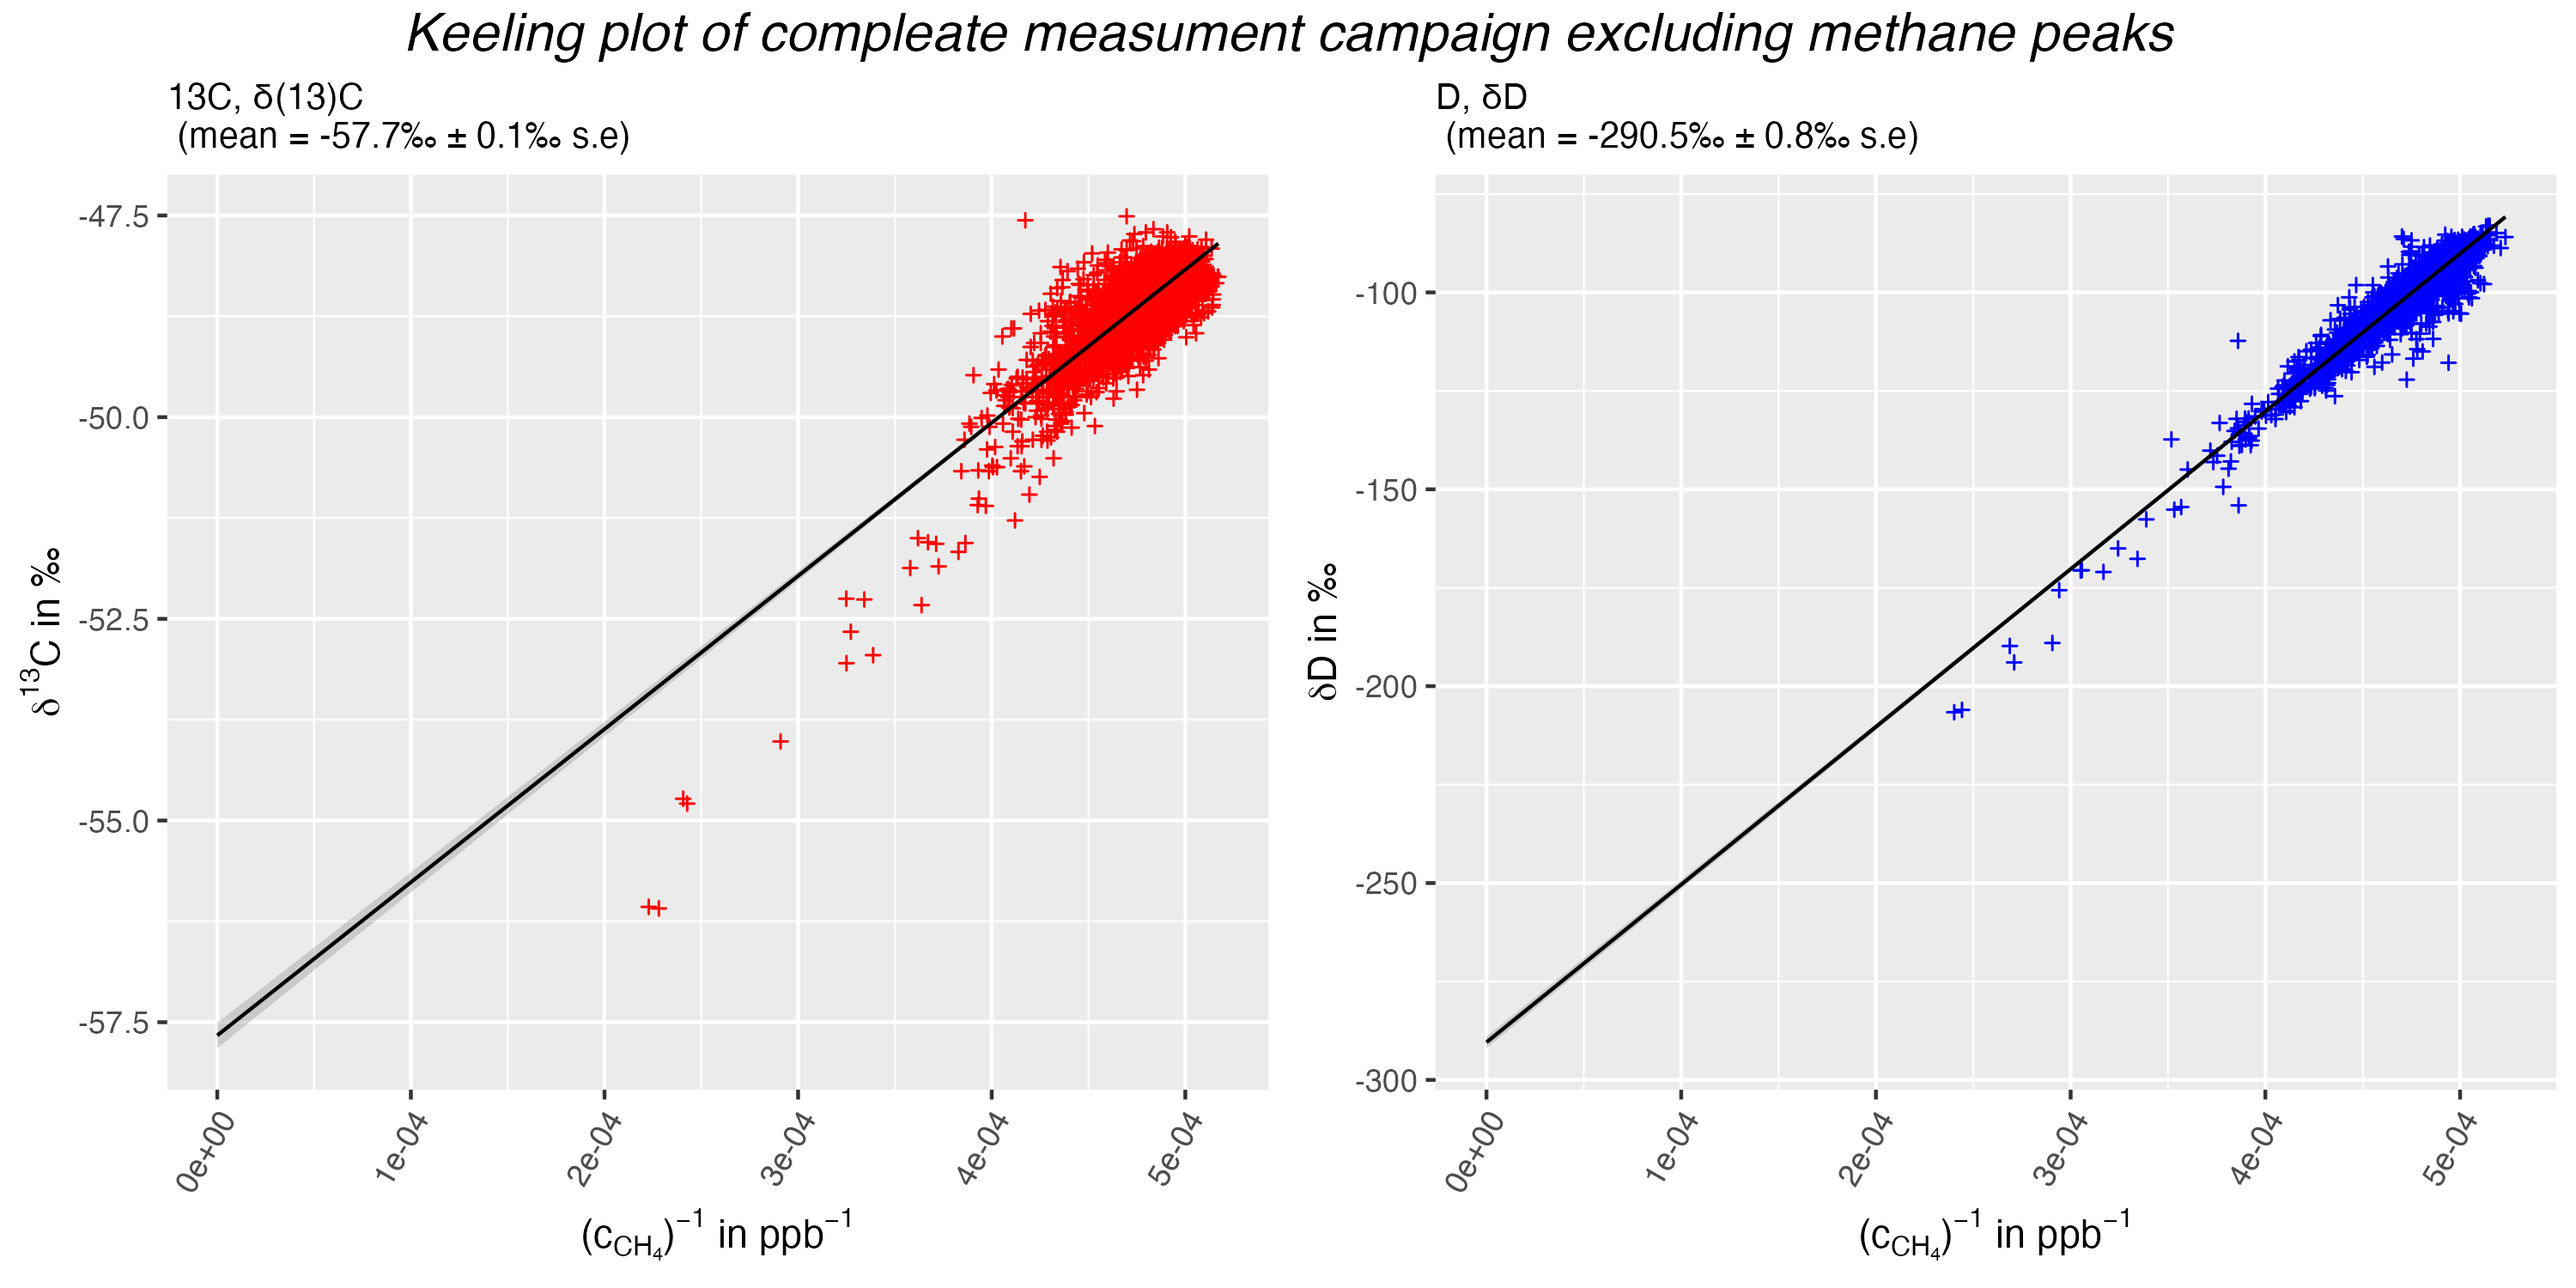 Keeling plot of compleate measument campaign excluding methane peaks
13C, δ(13)C
(mean = -57.7‰ ± 0.1‰ s.e)
-47.5
-50.0
-52.5
-55.0
-57.5
δ¹³C in ‰
0e+00 1e-04 2e-04 3e-04 4e-04 5e-04
(c_CH₄)⁻¹ in ppb⁻¹
D, δD
(mean = -290.5‰ ± 0.8‰ s.e)
-100
-150
-200
-250
-300
δD in ‰
0e+00 1e-04 2e-04 3e-04 4e-04 5e-04
(c_CH₄)⁻¹ in ppb⁻¹